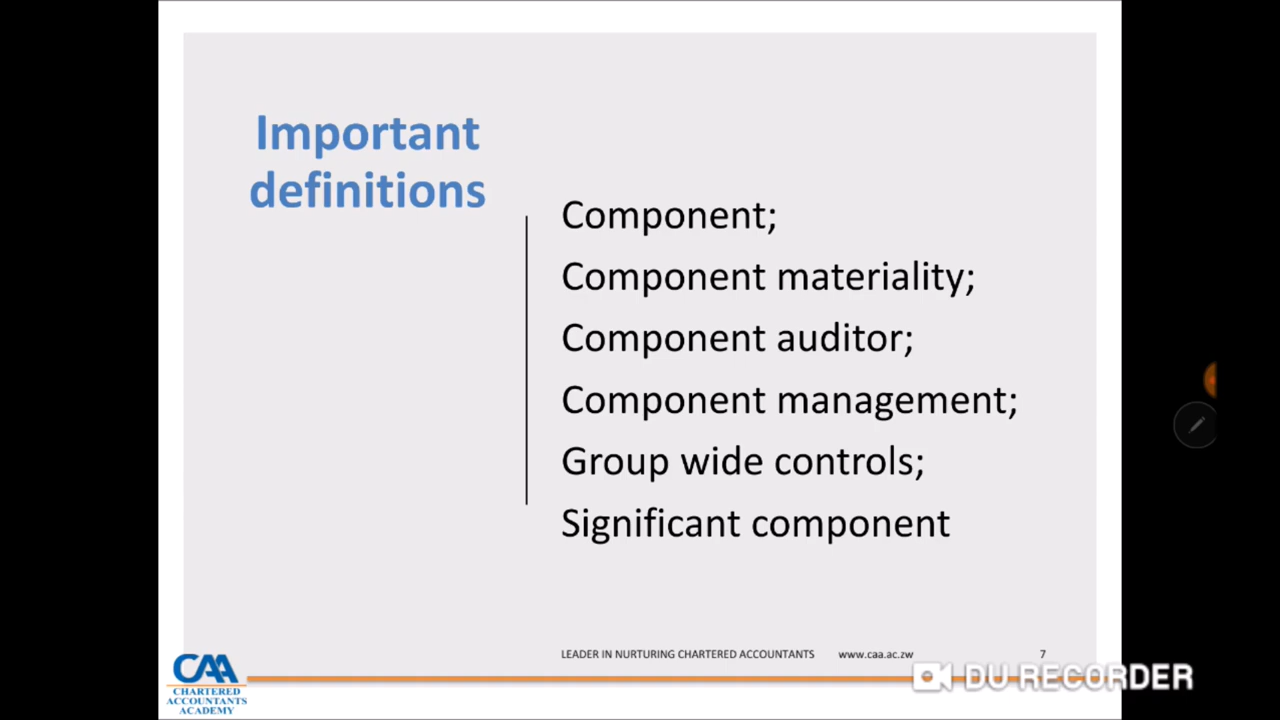 Important
definitions
Component;
Component materiality;
Component auditor;
Component management;
Group wide controls;
Significant component
LEADER IN NURTURING CHARTERED ACCOUNTANTS www.caa.ac.zw 7
CAA
CHARTERED
ACCOUNTANTS
ACADEMY
DU RECORDER